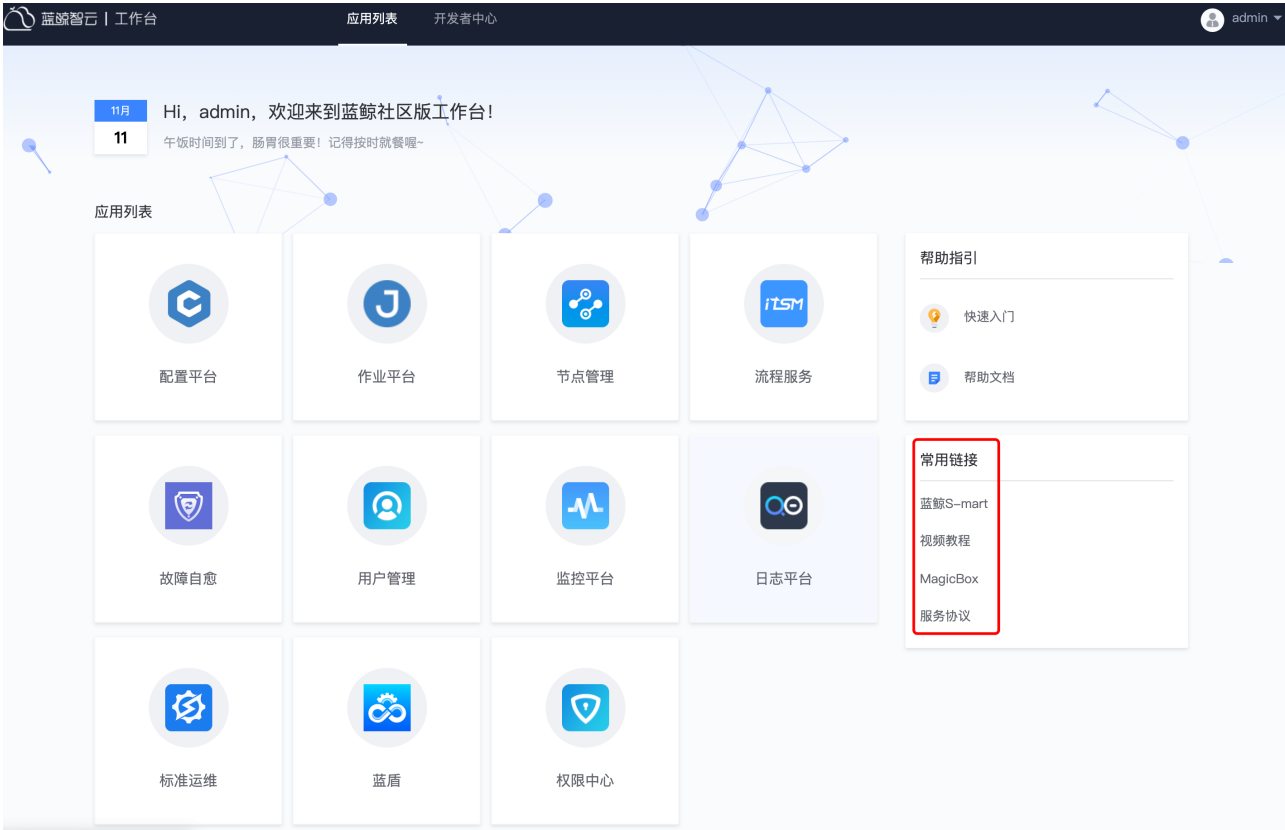 蓝鲸智云 | 工作台
应用列表
开发者中心
admin
11月
11
Hi，admin，欢迎来到蓝鲸社区版工作台！
午饭时间到了，肠胃很重要！记得按时就餐喔~
应用列表
配置平台
作业平台
节点管理
iTSM
流程服务
故障自愈
用户管理
监控平台
日志平台
标准运维
蓝盾
权限中心
帮助指引
快速入门
帮助文档
常用链接
蓝鲸S-mart
视频教程
MagicBox
服务协议